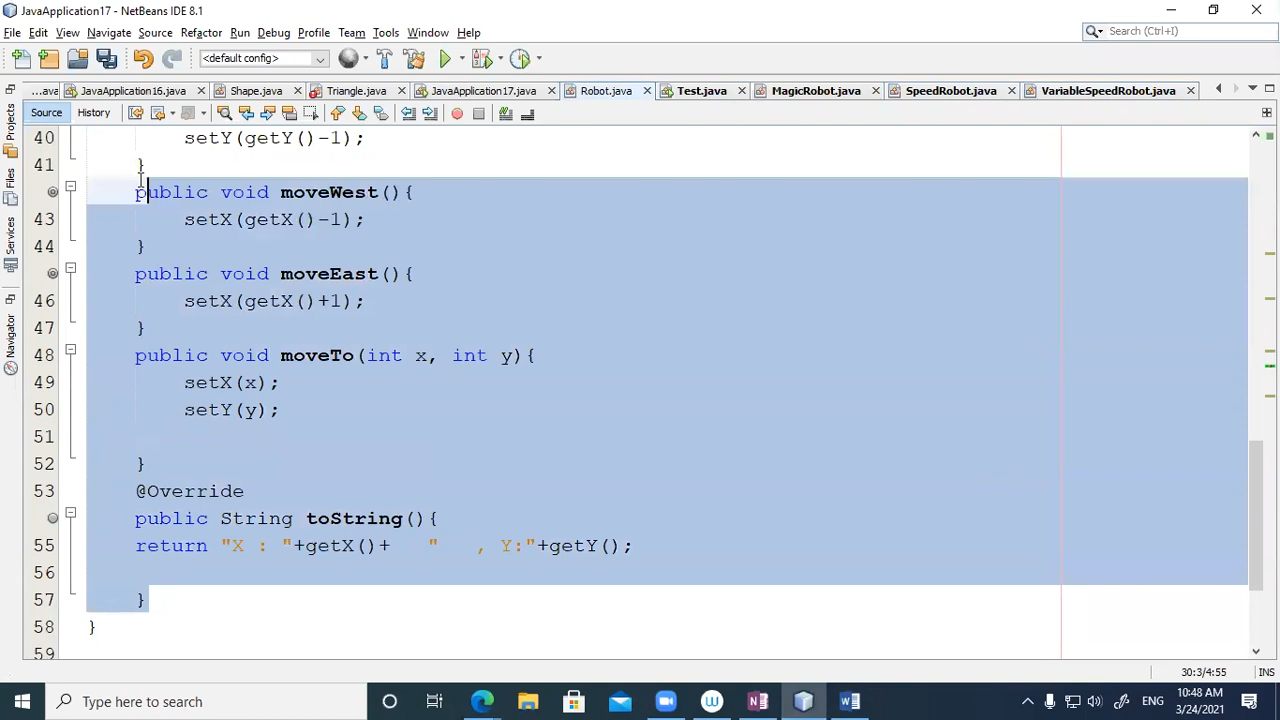 JavaApplication17 - NetBeans IDE 8.1
File Edit View Navigate Source Refactor Run Debug Profile Team Tools Window Help
Search (Ctrl+I)
<default config>
...ava JavaApplication16.java Shape.java Triangle.java JavaApplication17.java Robot.java Test.java MagicRobot.java SpeedRobot.java VariableSpeedRobot.java
Source History
Projects
Files
Services
Navigator
40 setY(getY()-1);
41 }
public void moveWest(){
43 setX(getX()-1);
44 }
public void moveEast(){
46 setX(getX()+1);
47 }
48 public void moveTo(int x, int y){
49 setX(x);
50 setY(y);
51
52 }
53 @Override
public String toString(){
55 return "X : "+getX()+ " , Y:"+getY();
56
57 }
58 }
59
30:3/4:55 INS
Type here to search
ENG
10:48 AM
3/24/2021